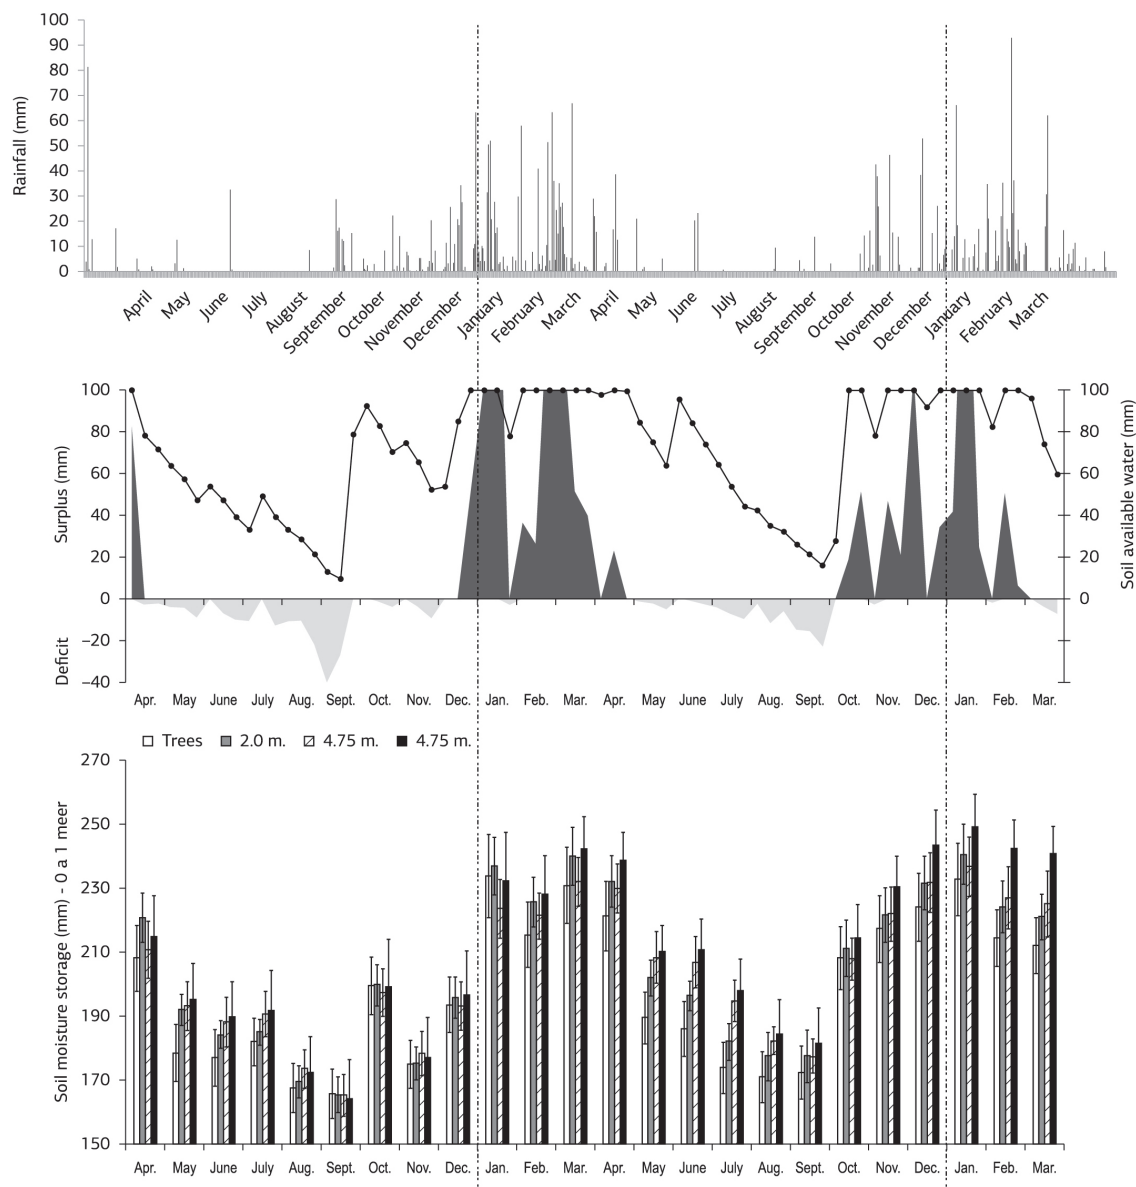 100
90
80
70
60
50
40
30
20
10
0
Rainfall (mm)
April May June July August September October November December January February March April May June July August September October November December January February March
100 100
80 80
60 60
40 40
20 20
0 0
–20
–40
Surplus (mm)
Deficit
Soil available water (mm)
Apr. May June July Aug. Sept. Oct. Nov. Dec. Jan. Feb. Mar. Apr. May June July Aug. Sept. Oct. Nov. Dec. Jan. Feb. Mar.
Trees 2.0 m. 4.75 m. 4.75 m.
270
250
230
210
190
170
150
Soil moisture storage (mm) - 0 a 1 meer
Apr. May June July Aug. Sept. Oct. Nov. Dec. Jan. Feb. Mar. Apr. May June July Aug. Sept. Oct. Nov. Dec. Jan. Feb. Mar.